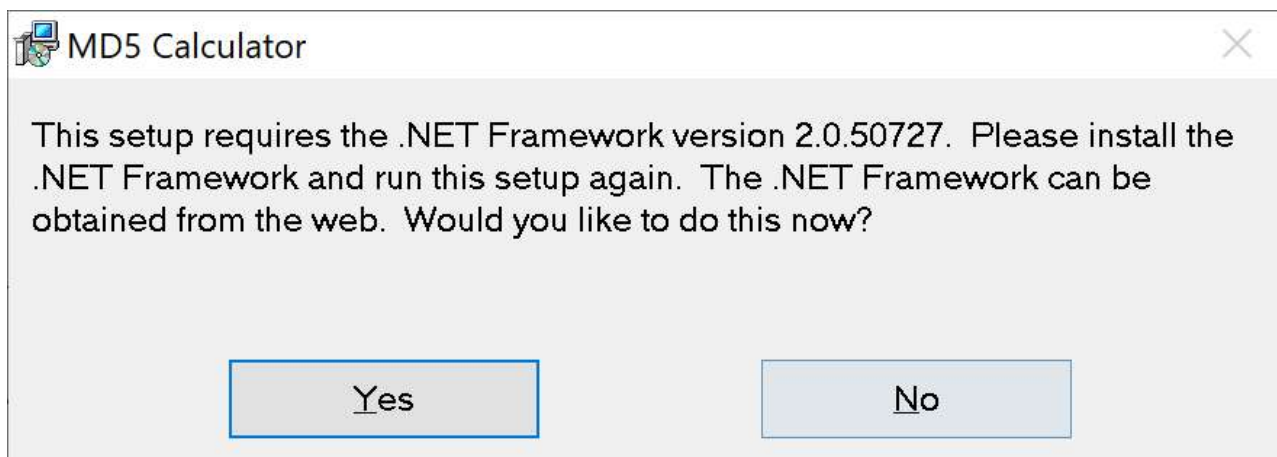 MD5 Calculator
This setup requires the .NET Framework version 2.0.50727.  Please install the
.NET Framework and run this setup again.  The .NET Framework can be
obtained from the web.  Would you like to do this now?
Yes
No